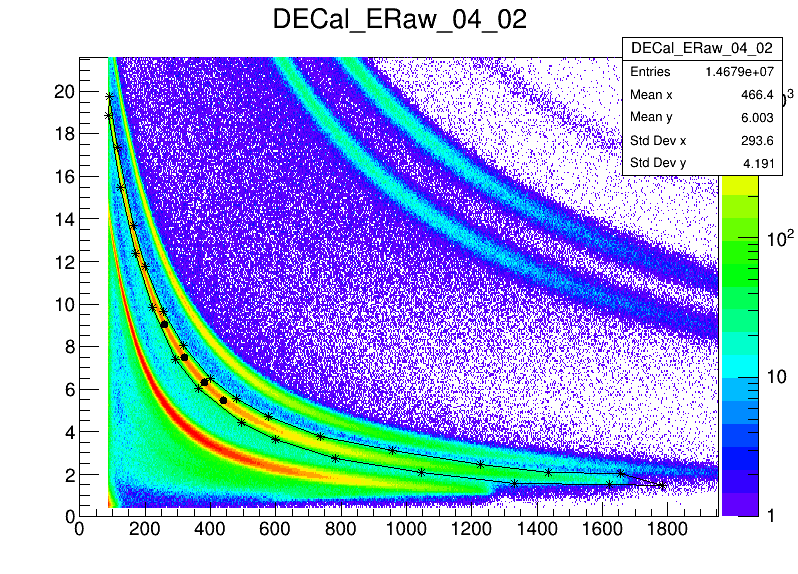 DECal_ERaw_04_02
DECal_ERaw_04_02
Entries 1.4679e+07
Mean x 466.4
Mean y 6.003
Std Dev x 293.6
Std Dev y 4.191
20
18
16
14
12
10
8
6
4
2
0
0 200 400 600 800 1000 1200 1400 1600 1800
10²
10
1